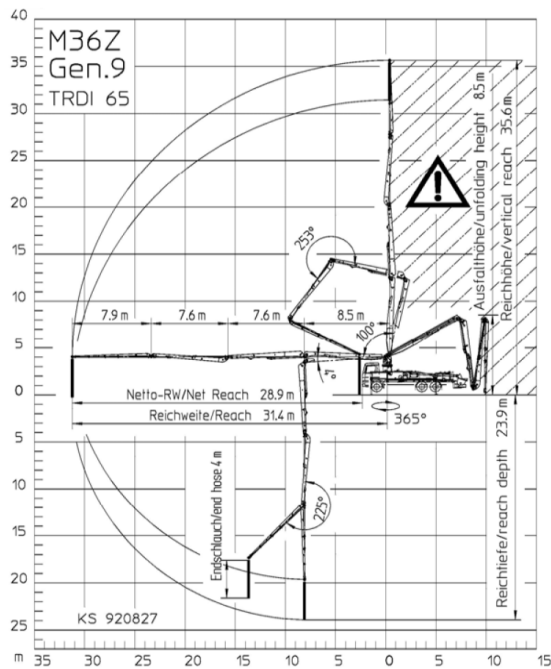 40
35
30
25
20
15
10
5
0
5
10
15
20
25
m
M36Z
Gen.9
TRDI 65
Ausfalthöhe/unfolding height 8.5 m
Reichhöhe/vertical reach 35.6 m
253°
7.9 m 7.6 m 7.6 m 8.5 m
100°
4°
Netto-RW/Net Reach 28.9 m
Reichweite/Reach 31.4 m
365°
Reichtiefe/reach depth 23.9 m
Endschlauch/end hose 4 m
225°
KS 920827
35 30 25 20 15 10 5 0 5 10 15